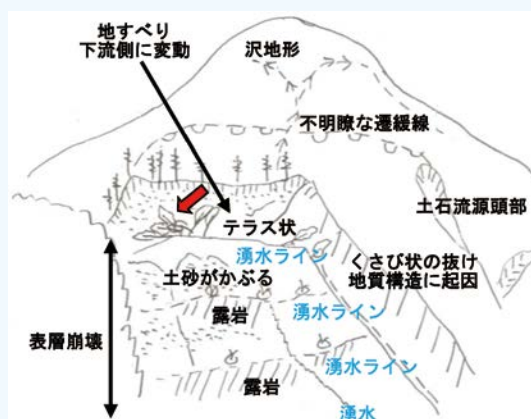 地すべり
下流側に変動
沢地形
不明瞭な遷緩線
土石流源頭部
テラス状
湧水ライン
くさび状の抜け
地質構造に起因
土砂がかぶる
湧水ライン
露岩
表層崩壊
湧水ライン
露岩
湧水